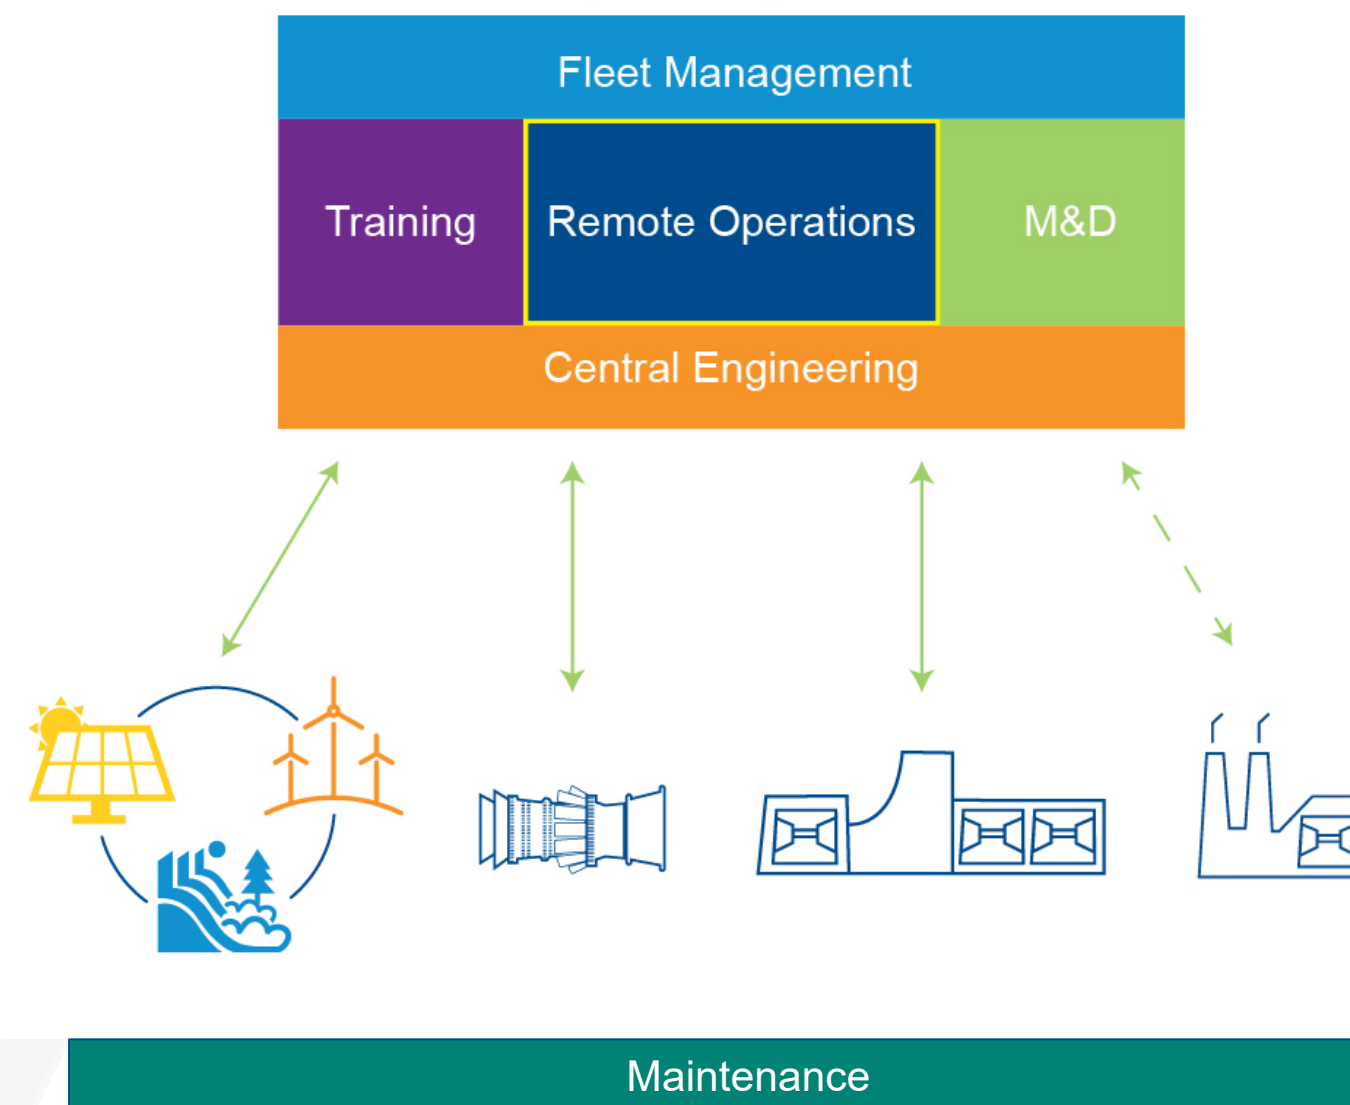 Fleet Management
Training
Remote Operations
M&D
Central Engineering
Maintenance